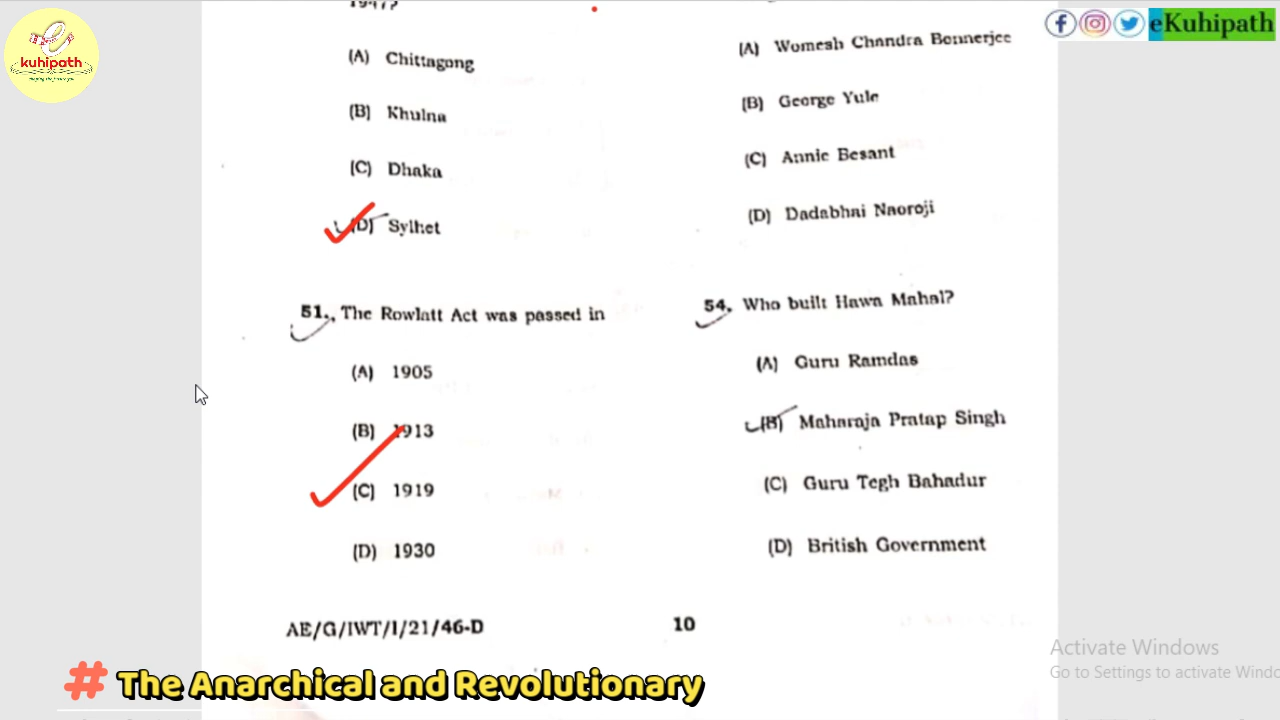 kuhipath
eKuhipath
1947?
(A) Chittagong
(B) Khulna
(C) Dhaka
(D) Sylhet
51. The Rowlatt Act was passed in
(A) 1905
(B) 1913
(C) 1919
(D) 1930
(A) Womesh Chandra Bonnerjee
(B) George Yule
(C) Annie Besant
(D) Dadabhai Naoroji
54. Who built Hawa Mahal?
(A) Guru Ramdas
(B) Maharaja Pratap Singh
(C) Guru Tegh Bahadur
(D) British Government
AE/G/IWT/I/21/46-D
10
Activate Windows
Go to Settings to activate Windo
# The Anarchical and Revolutionary